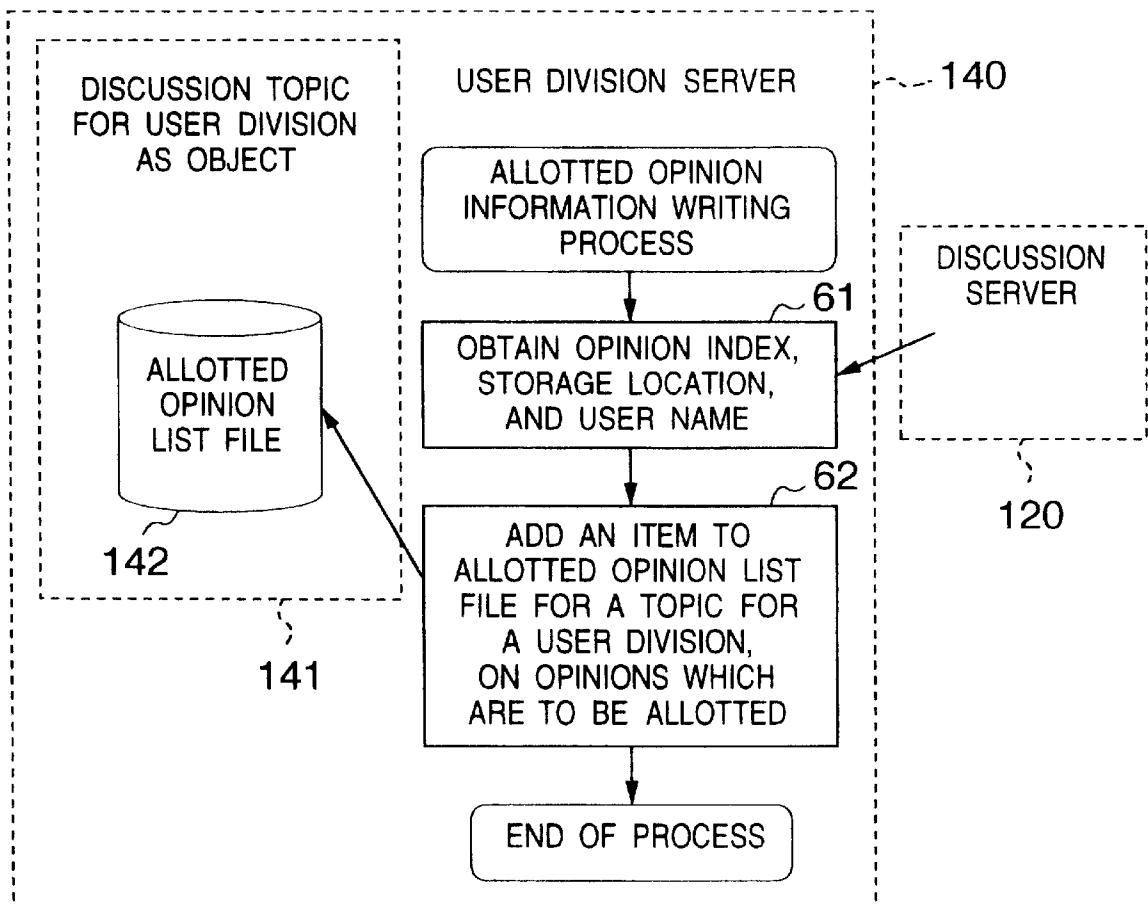 DISCUSSION TOPIC
FOR USER DIVISION
AS OBJECT
USER DIVISION SERVER
140
ALLOTTED OPINION
INFORMATION WRITING
PROCESS
DISCUSSION
SERVER
61
OBTAIN OPINION INDEX,
STORAGE LOCATION,
AND USER NAME
ALLOTTED
OPINION
LIST FILE
62
120
142
ADD AN ITEM TO
ALLOTTED OPINION LIST
FILE FOR A TOPIC FOR
A USER DIVISION,
ON OPINIONS WHICH
ARE TO BE ALLOTTED
141
END OF PROCESS